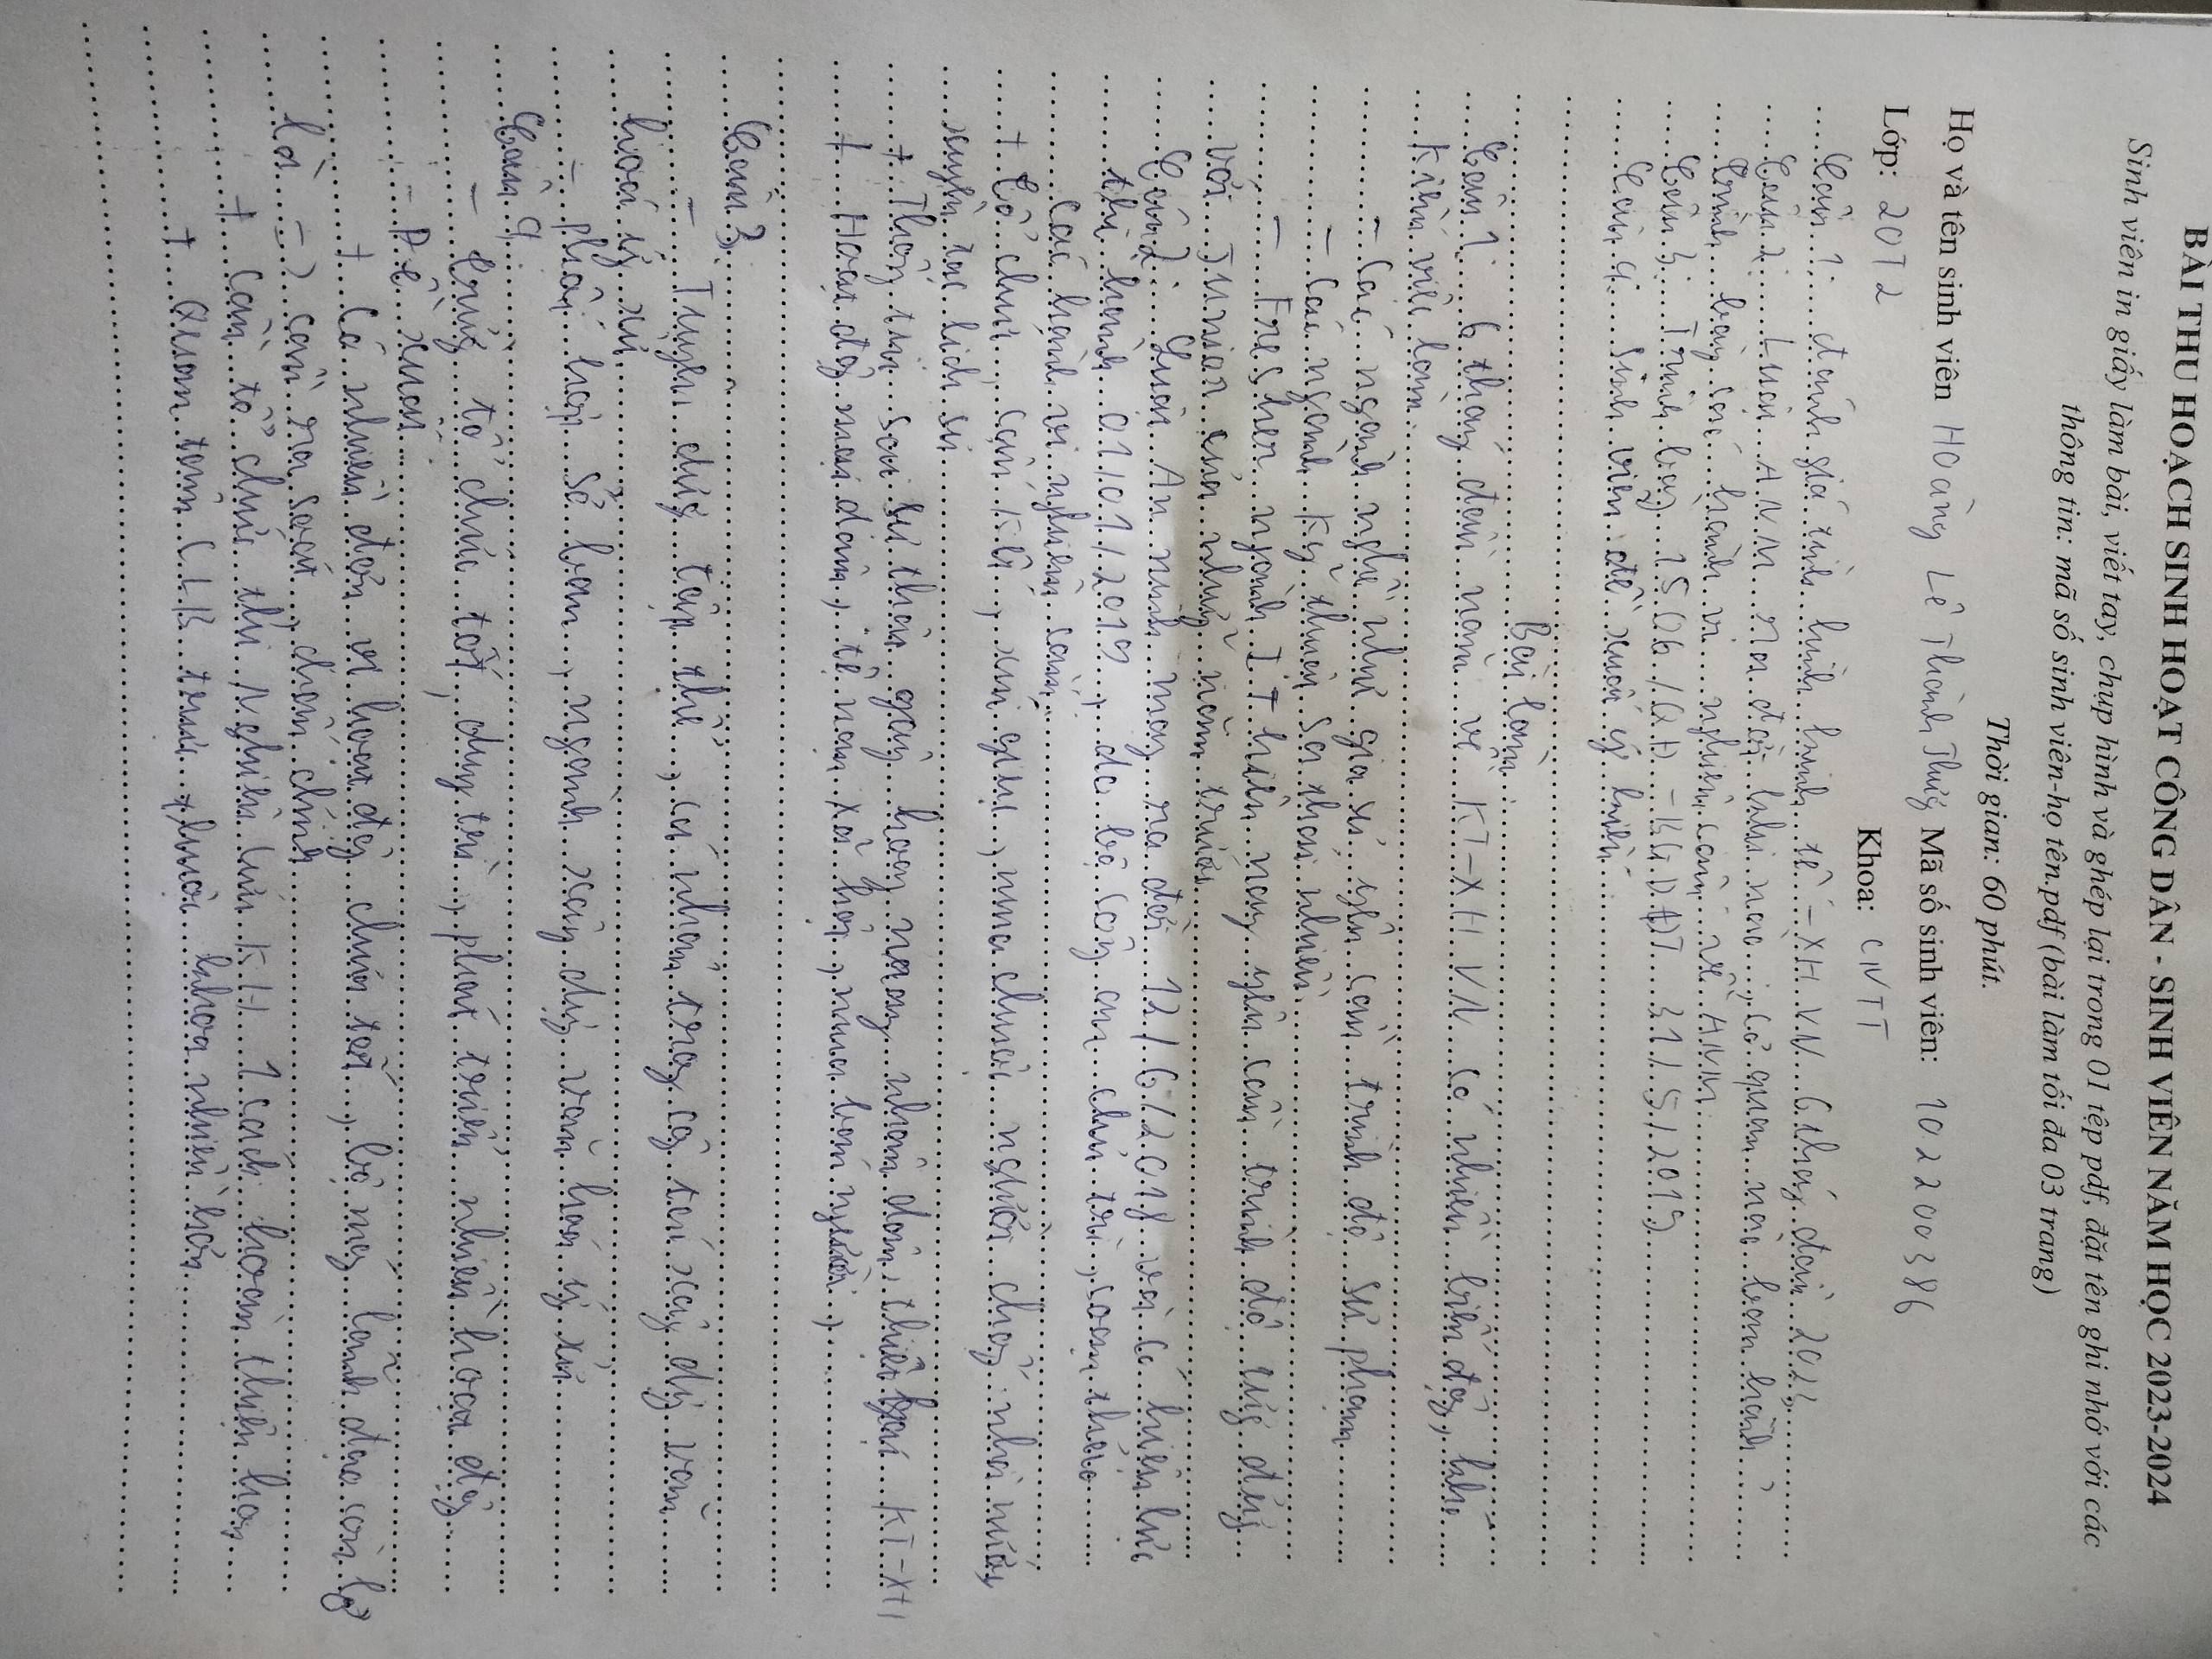 BÀI THU HOẠCH SINH HOẠT CÔNG DÂN - SINH VIÊN NĂM HỌC 2023-2024
Sinh viên in giấy làm bài, viết tay, chụp hình và ghép lại trong 01 tệp pdf, đặt tên ghi nhớ với các
thông tin: mã số sinh viên-họ tên.pdf (bài làm tối đa 03 trang)
Thời gian: 60 phút.
Họ và tên sinh viên Hoàng Lê Thành Mã số sinh viên: 102200386
Lớp: 20T2 Khoa: CNTT
Câu 1: đánh giá tình hình kinh tế - XH VN 6 tháng đầu 2023
Câu 2: Luật ANM ra đời khi nào, cơ quan nào ban hành
Trình bày các hành vi nghiêm cấm về ANM
Câu 3: Trình bày 1506/QĐ-BGDĐT 31/5/2019
Câu 4: Sinh viên đề xuất ý kiến
Bài làm
Câu 1: 6 tháng đầu năm về KT-XH VN có nhiều biến động, khó
kiếm việc làm
- Các ngành nghề như gia sư yêu cầu trình độ sư phạm
- Các ngành kỹ thuật sa thải nhiều
- Fresher ngành IT hiện nay yêu cầu trình độ tương đương
với Junior của những năm trước
Câu 2: Luật An ninh mạng ra đời 12/6/2018 và có hiệu lực
thi hành 01/01/2019, do bộ công an chủ trì, soạn thảo
các hành vi nghiêm cấm:
+ Tổ chức, câu kết, xúi giục, mua chuộc người chống nhà nước,
xuyên tạc lịch sử
+ Thông tin sai sự thật gây hoang mang nhân dân, thiệt hại KT-XH
+ Hoạt động mại dâm, tệ nạn xã hội, mua bán người,
Câu 3
- Tuyên dương tập thể, cá nhân trong công tác xây dựng văn
hoá ứng xử
- phối hợp sở ban, ngành xây dựng văn hoá ứng xử
Câu 4:
- Trường tổ chức tốt, duy trì, phát triển nhiều hoạt động
- Đề xuất:
+ Có nhiều đơn vị hoạt động chưa tốt, bộ máy lãnh đạo còn lơ
là => cần rà soát, chấn chỉnh
+ Cần tổ chức thi Nghiên cứu KH 1 cách hoàn thiện hơn
+ Quan tâm CLB trực thuộc khoa nhiều hơn